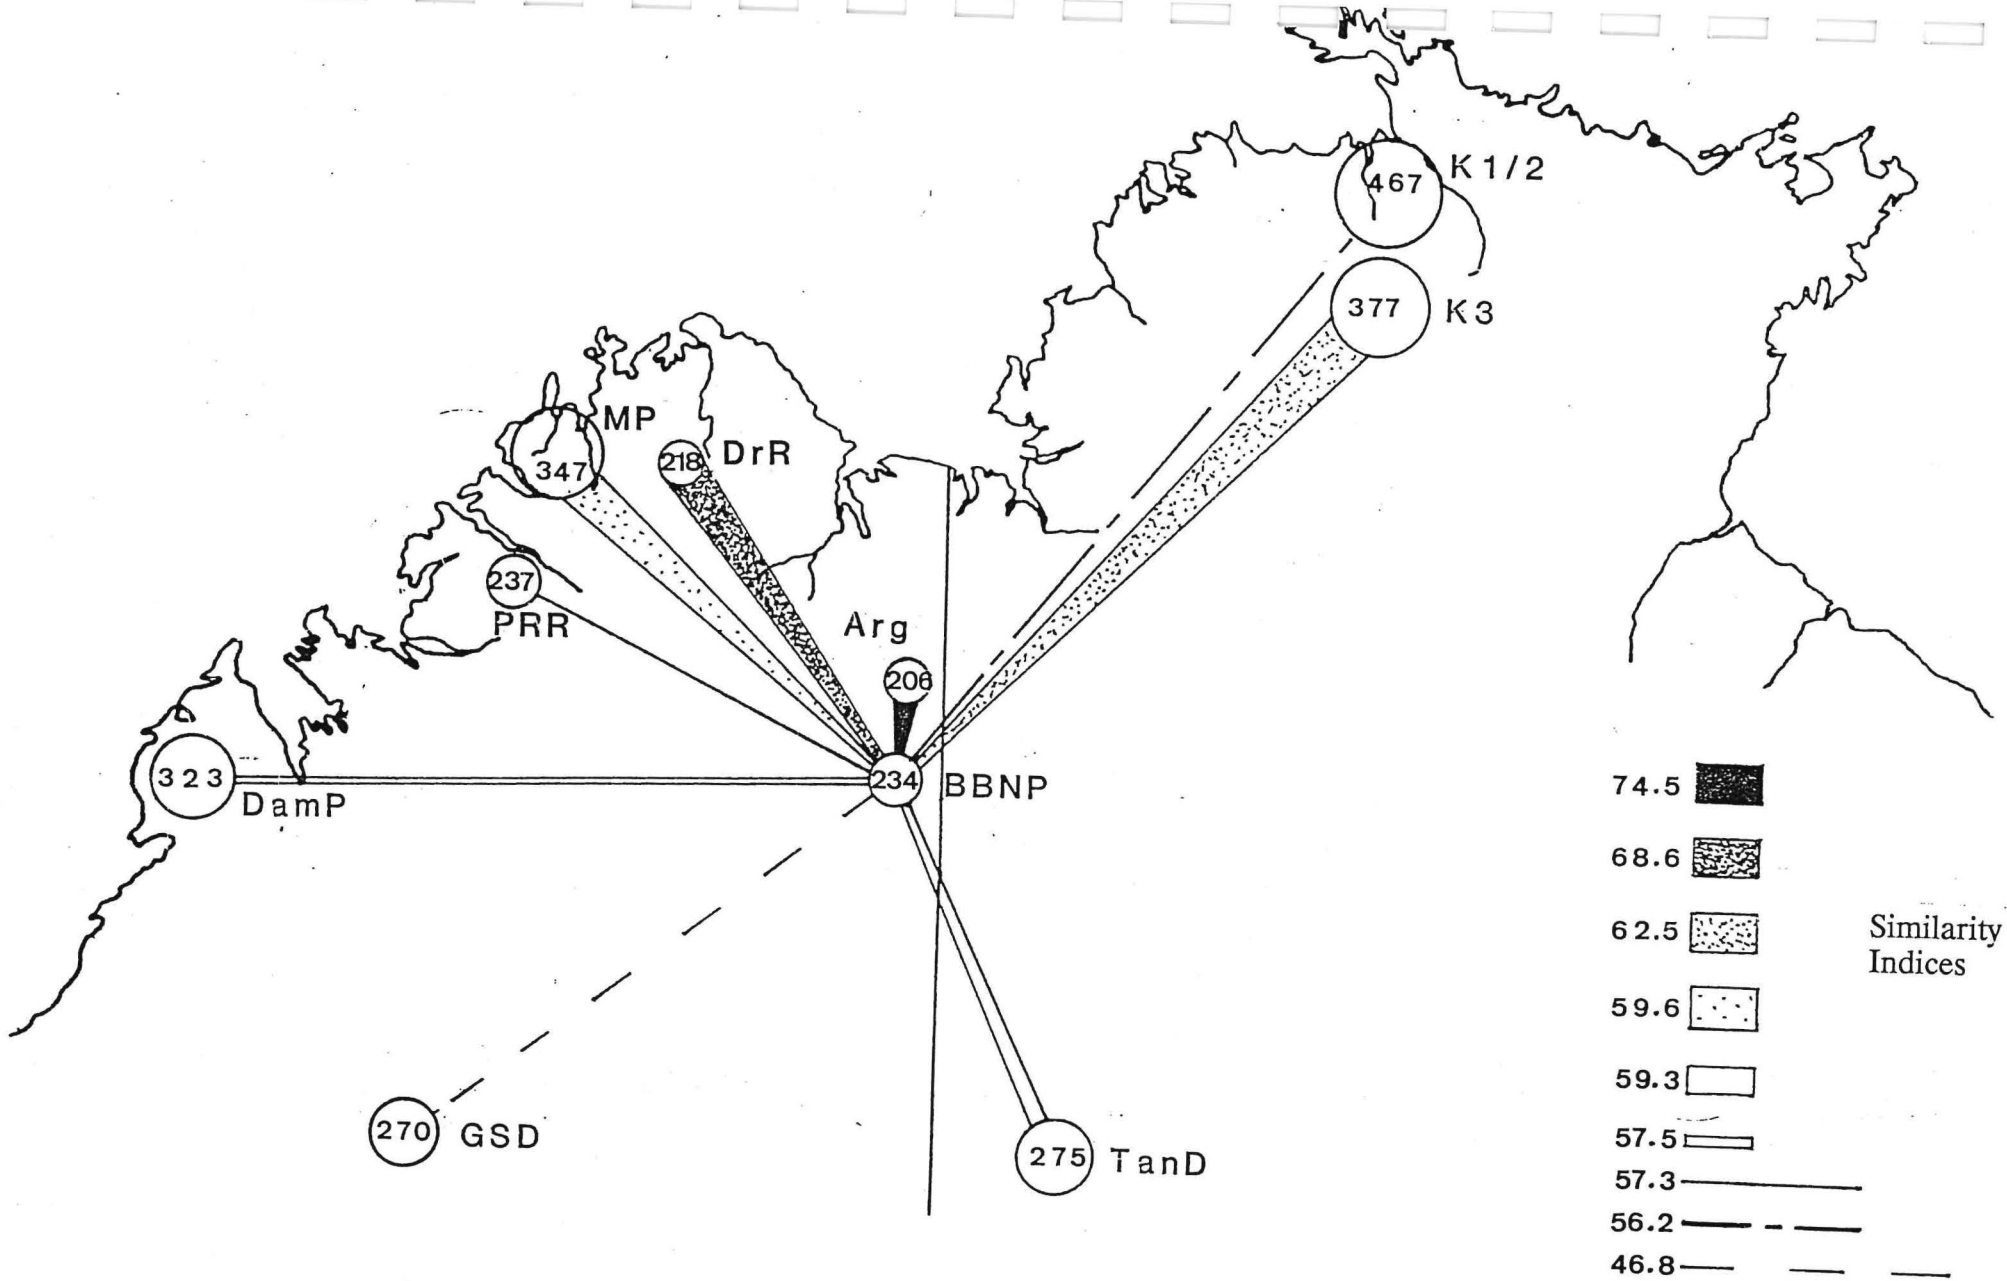 K1/2
467
377
K3
MP
347
218
DrR
237
PRR
Arg
206
323
DamP
234
BBNP
270
GSD
275
TanD
74.5
68.6
62.5
59.6
59.3
57.5
57.3
56.2
46.8
Similarity
Indices